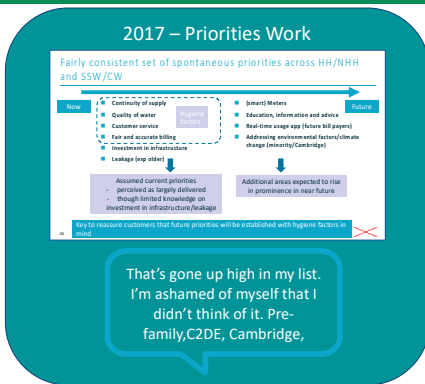 2017 – Priorities Work
Fairly consistent set of spontaneous priorities across HH/NHH
and SSW/CW
Now
Future
Continuity of supply
Quality of water
Customer service
Fair and accurate billing
Investment in infrastructure
Leakage (esp older)
Hygiene
factors
(smart) Meters
Education, information and advice
Real-time usage app (future bill payers)
Addressing environmental factors/climate
change (minority/Cambridge)
Assumed current priorities
- perceived as largely delivered
- though limited knowledge on
investment in infrastructure/leakage
Additional areas expected to rise
in prominence in near future
Key to reassure customers that future priorities will be established with hygiene factors in
mind
That's gone up high in my list.
I'm ashamed of myself that I
didn't think of it. Pre-
family,C2DE, Cambridge,